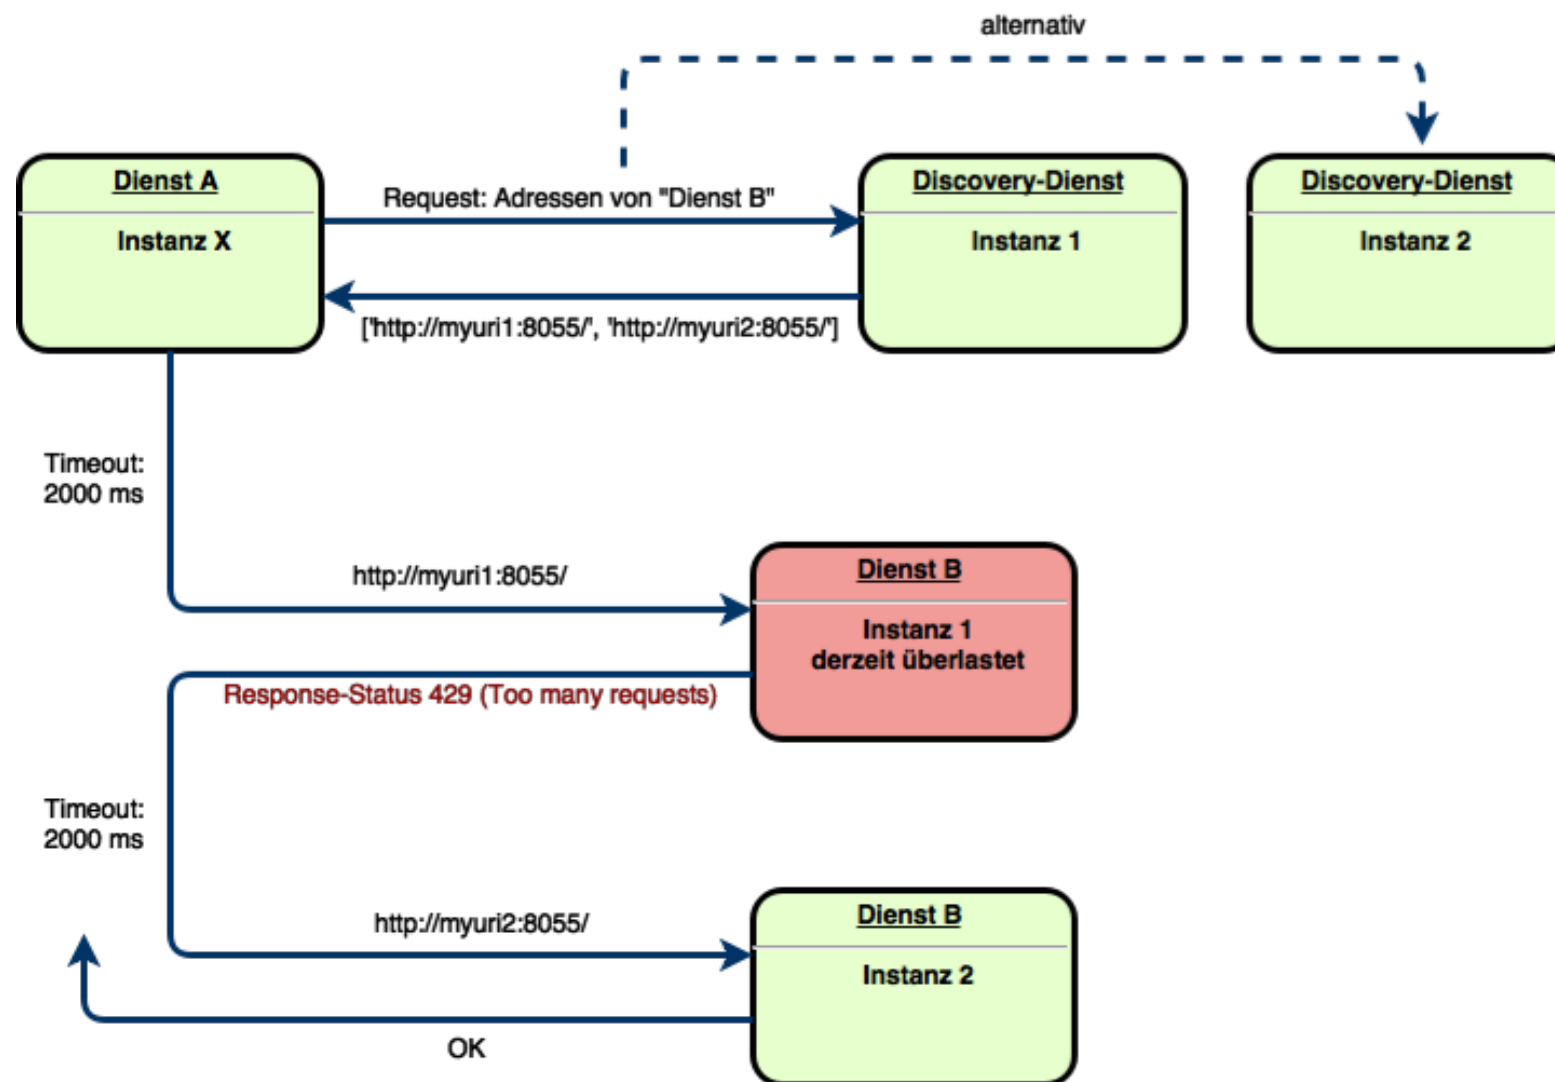 alternativ
Dienst A
Instanz X
Request: Adressen von "Dienst B"
['http://myuri1:8055/', 'http://myuri2:8055/']
Discovery-Dienst
Instanz 1
Discovery-Dienst
Instanz 2
Timeout:
2000 ms
http://myuri1:8055/
Dienst B
Instanz 1
derzeit überlastet
Response-Status 429 (Too many requests)
Timeout:
2000 ms
http://myuri2:8055/
Dienst B
Instanz 2
OK